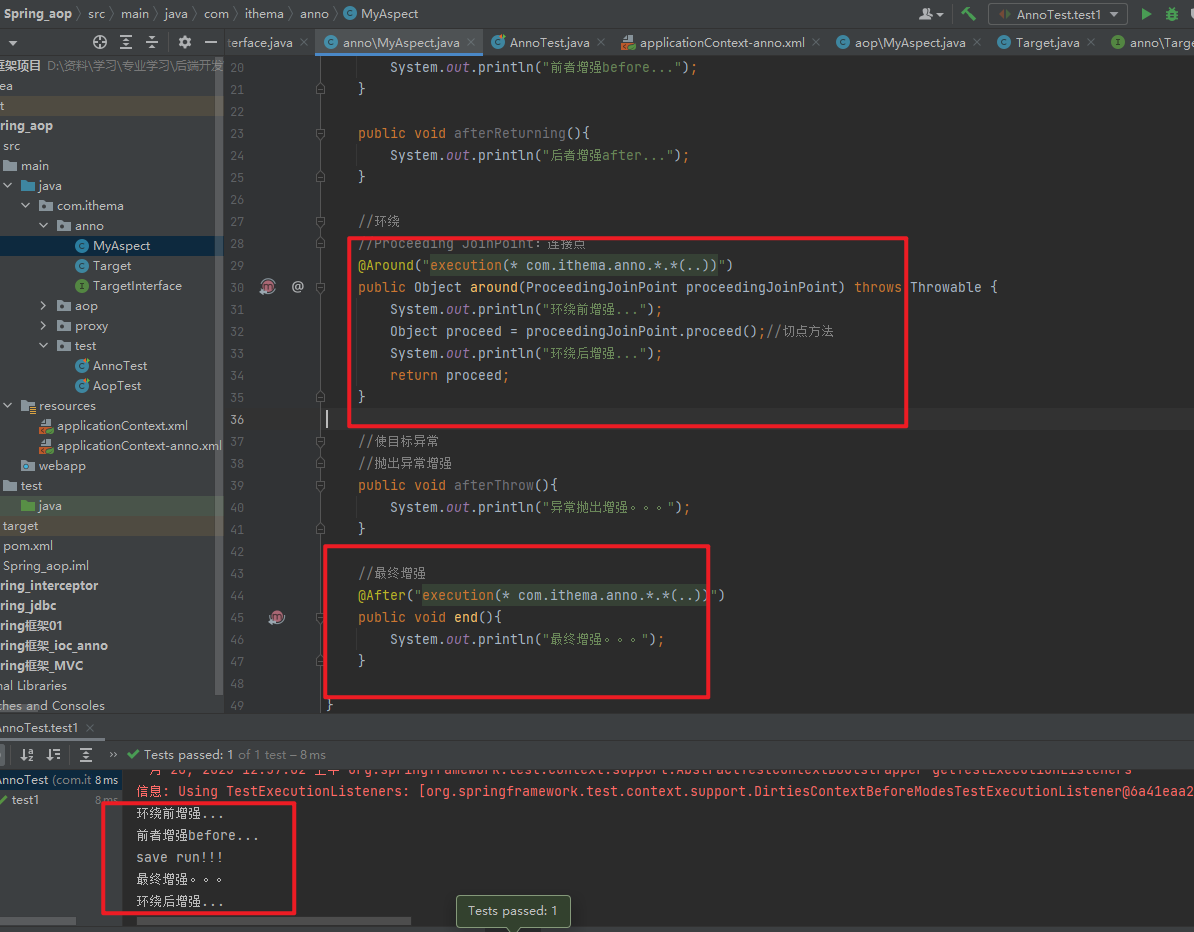 Spring_aop 〉 src 〉 main 〉 java 〉 com 〉 ithema 〉 anno 〉 MyAspect
AnnoTest.test1
terface.java
anno\MyAspect.java
AnnoTest.java
applicationContext-anno.xml
aop\MyAspect.java
Target.java
anno\Targe
框架项目 D:\资料\学习\专业学习\后端开发
ea
t
ring_aop
src
main
java
com.ithema
anno
MyAspect
Target
TargetInterface
aop
proxy
test
AnnoTest
AopTest
resources
applicationContext.xml
applicationContext-anno.xml
webapp
test
java
target
pom.xml
Spring_aop.iml
ring_interceptor
ring_jdbc
ring框架01
ring框架_ioc_anno
ring框架_MVC
nal Libraries
ches and Consoles
20 System.out.println("前者增强before...");
21 }
22
23 public void afterReturning(){
24 System.out.println("后者增强after...");
25 }
26
27 //环绕
28 //Proceeding JoinPoint：连接点
29 @Around("execution(* com.ithema.anno.*.*(..))")
30 @ public Object around(ProceedingJoinPoint proceedingJoinPoint) throws Throwable {
31 System.out.println("环绕前增强...");
32 Object proceed = proceedingJoinPoint.proceed();//切点方法
33 System.out.println("环绕后增强...");
34 return proceed;
35 }
36
37 //使目标异常
38 //抛出异常增强
39 public void afterThrow(){
40 System.out.println("异常抛出增强。。。");
41 }
42
43 //最终增强
44 @After("execution(* com.ithema.anno.*.*(..))")
45 public void end(){
46 System.out.println("最终增强。。。");
47 }
48
49 }
AnnoTest.test1
Tests passed: 1 of 1 test – 8 ms
AnnoTest (com.it 8 ms
test1 8 ms
org.springframework.test.context.support.AbstractTestContextBootstrapper getTestExecutionListeners
信息: Using TestExecutionListeners: [org.springframework.test.context.support.DirtiesContextBeforeModesTestExecutionListener@6a41eaa2
环绕前增强...
前者增强before...
save run!!!
最终增强。。。
环绕后增强...
Tests passed: 1